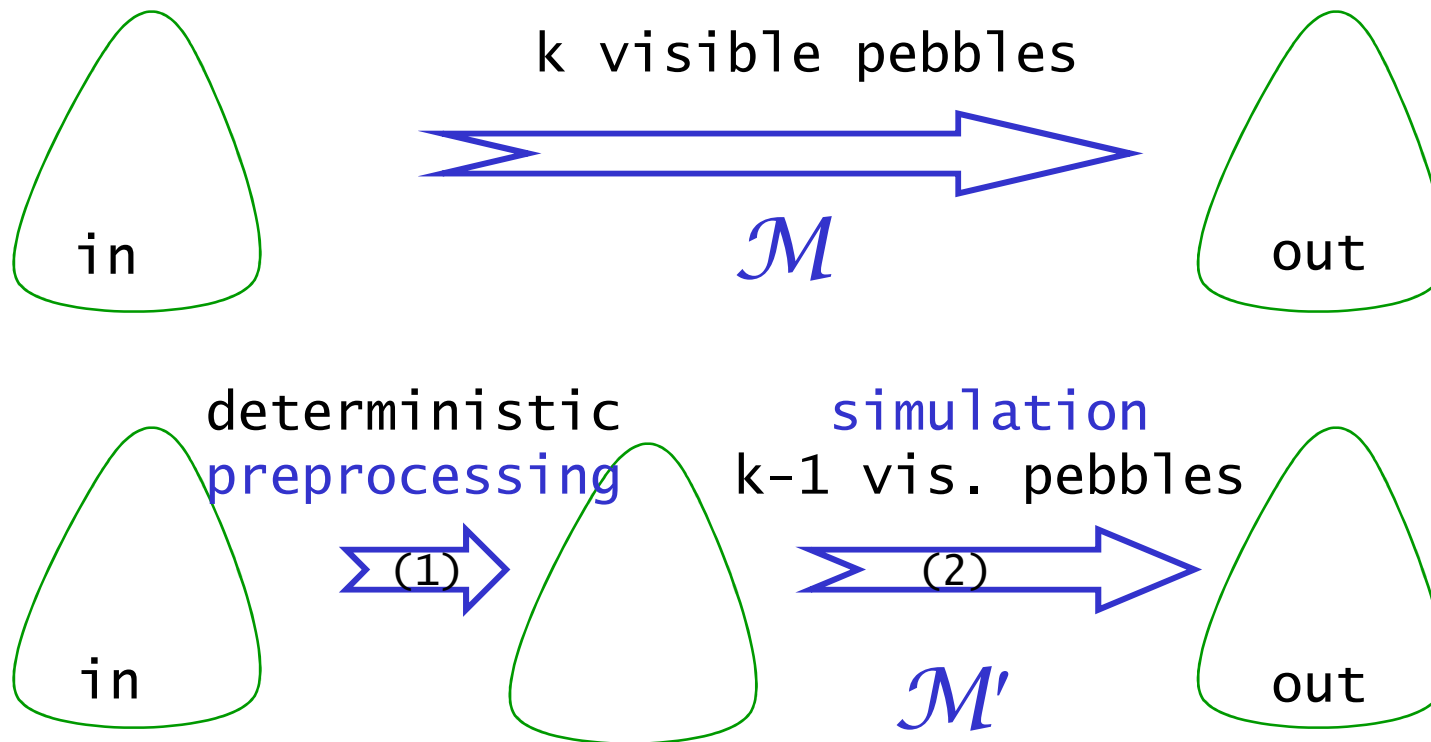 k visible pebbles
in
ℳ
out
deterministic
preprocessing
simulation
k-1 vis. pebbles
(1)
(2)
in
ℳ'
out